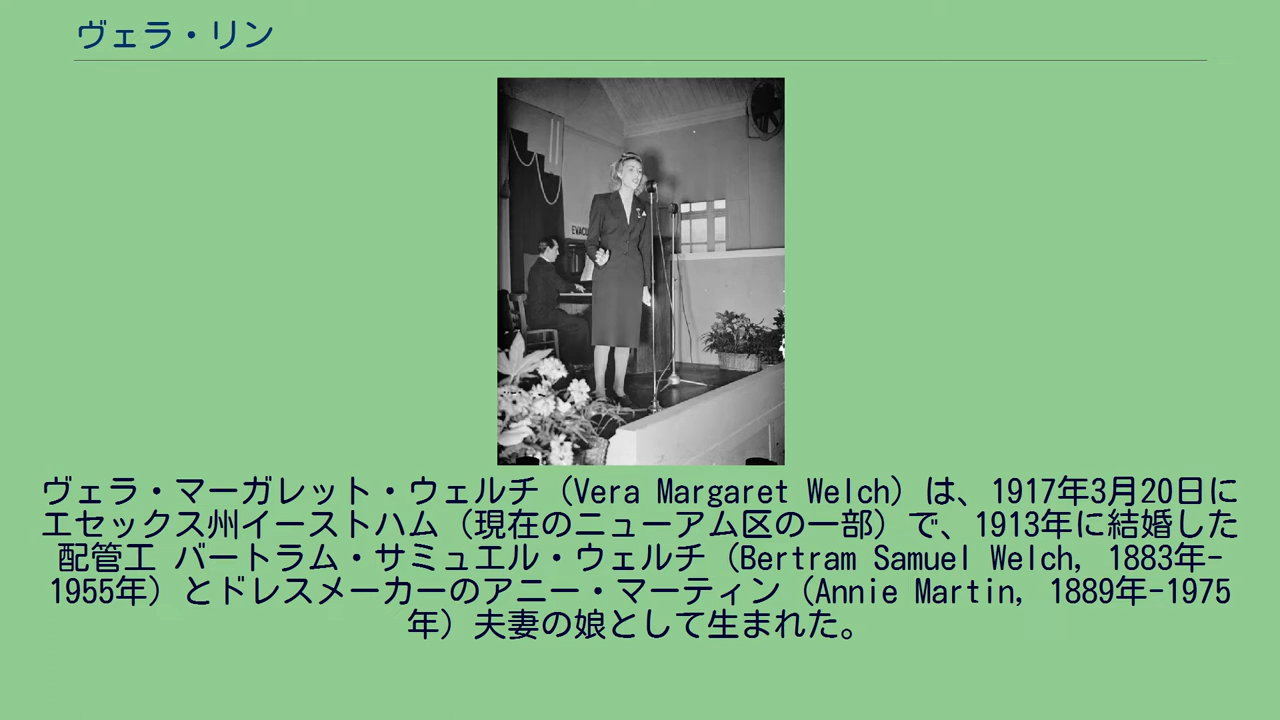 ヴェラ・リン
EVACU
ヴェラ・マーガレット・ウェルチ（Vera Margaret Welch）は、1917年3月20日に
エセックス州イーストハム（現在のニューアム区の一部）で、1913年に結婚した
配管工 バートラム・サミュエル・ウェルチ（Bertram Samuel Welch, 1883年-
1955年）とドレスメーカーのアニー・マーティン（Annie Martin, 1889年-1975
年）夫妻の娘として生まれた。